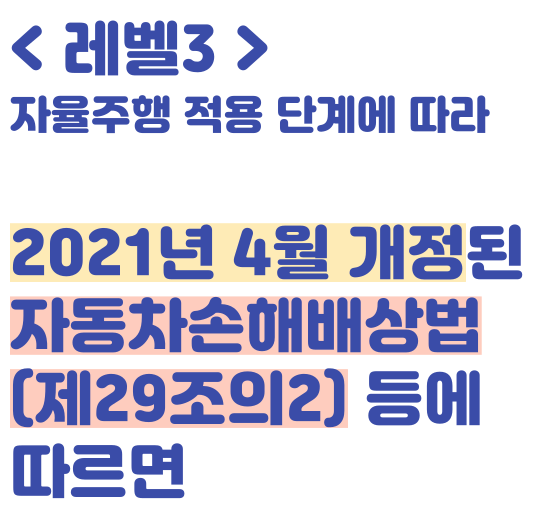 < 레벨3 >
자율주행 적용 단계에 따라
2021년 4월 개정된
자동차손해배상법
(제29조의2) 등에
따르면